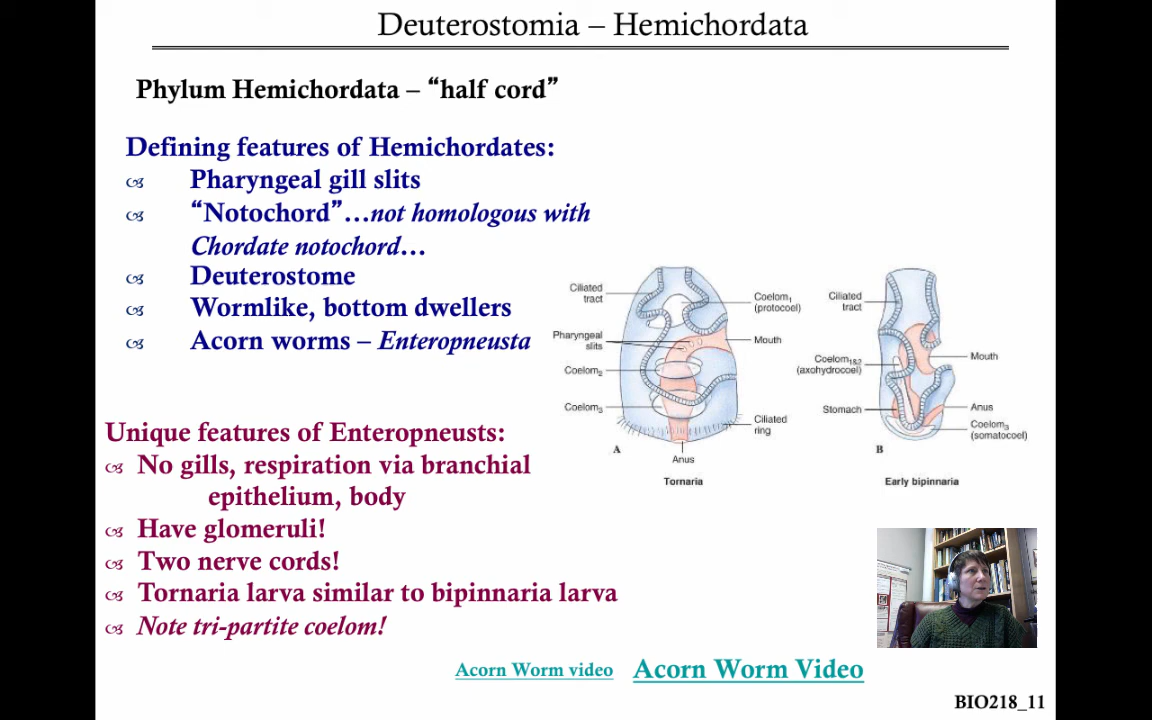 Deuterostomia – Hemichordata
Phylum Hemichordata – “half cord”
Defining features of Hemichordates:
Pharyngeal gill slits
“Notochord”…not homologous with
Chordate notochord…
Deuterostome
Wormlike, bottom dwellers
Acorn worms – Enteropneusta
Ciliated
tract
Pharyngeal
slits
Coelom2
Coelom3
Coelom1
(protocoel)
Mouth
Ciliated
ring
A
Anus
Tornaria
Ciliated
tract
Coelom1&2
(axohydrocoel)
Stomach
Mouth
Anus
Coelom3
(somatocoel)
B
Early bipinnaria
Unique features of Enteropneusts:
No gills, respiration via branchial
epithelium, body
Have glomeruli!
Two nerve cords!
Tornaria larva similar to bipinnaria larva
Note tri-partite coelom!
Acorn Worm video
Acorn Worm Video
BIO218_11